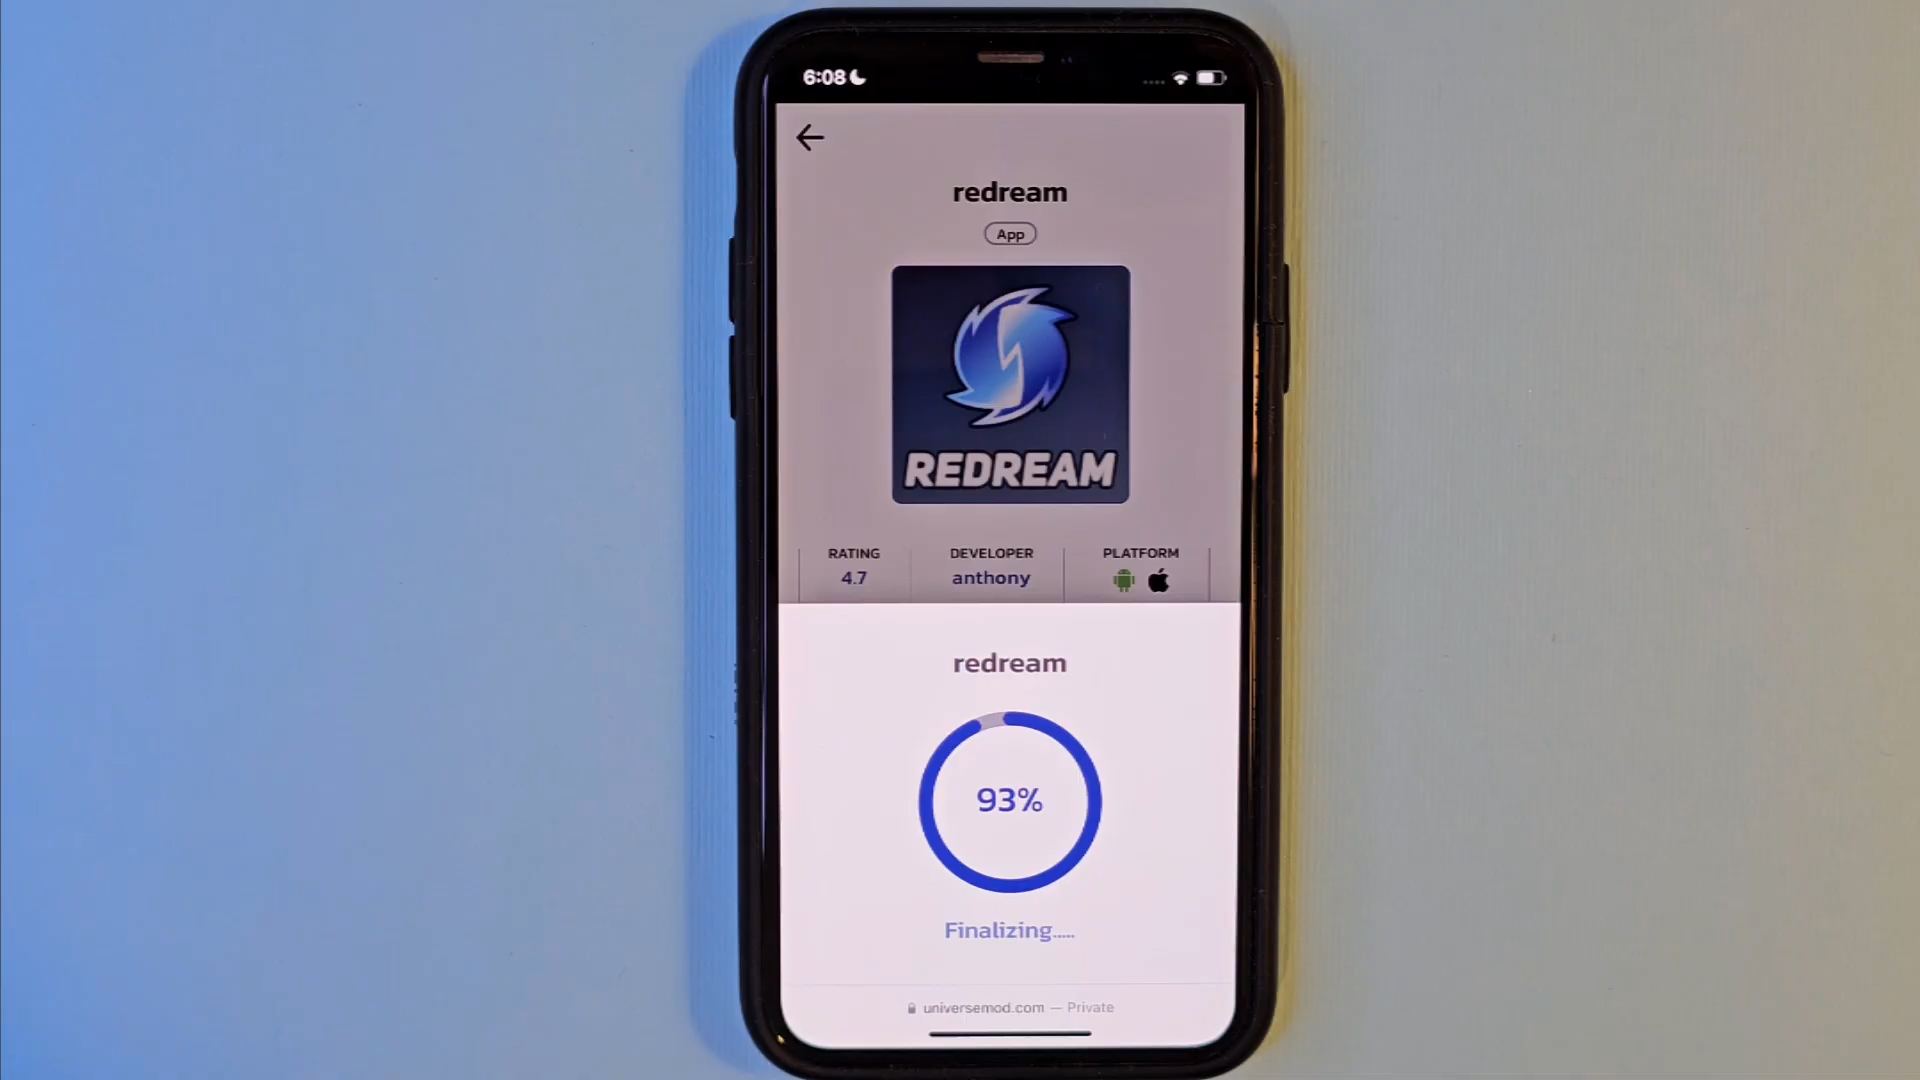 6:08
redream
App
REDREAM
RATING
DEVELOPER
PLATFORM
4.7
anthony
redream
93%
Finalizing.....
universemod.com — Private